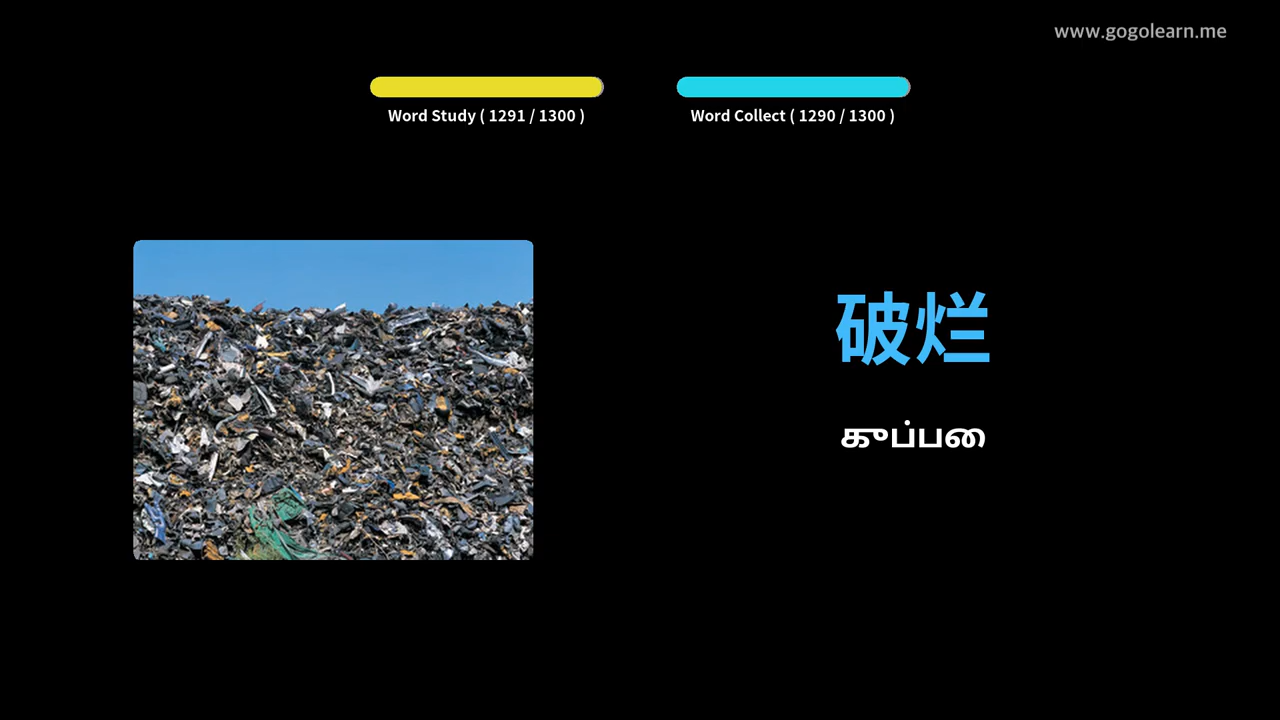 www.gogolearn.me
Word Study ( 1291 / 1300 )
Word Collect ( 1290 / 1300 )
破烂
குப்பை